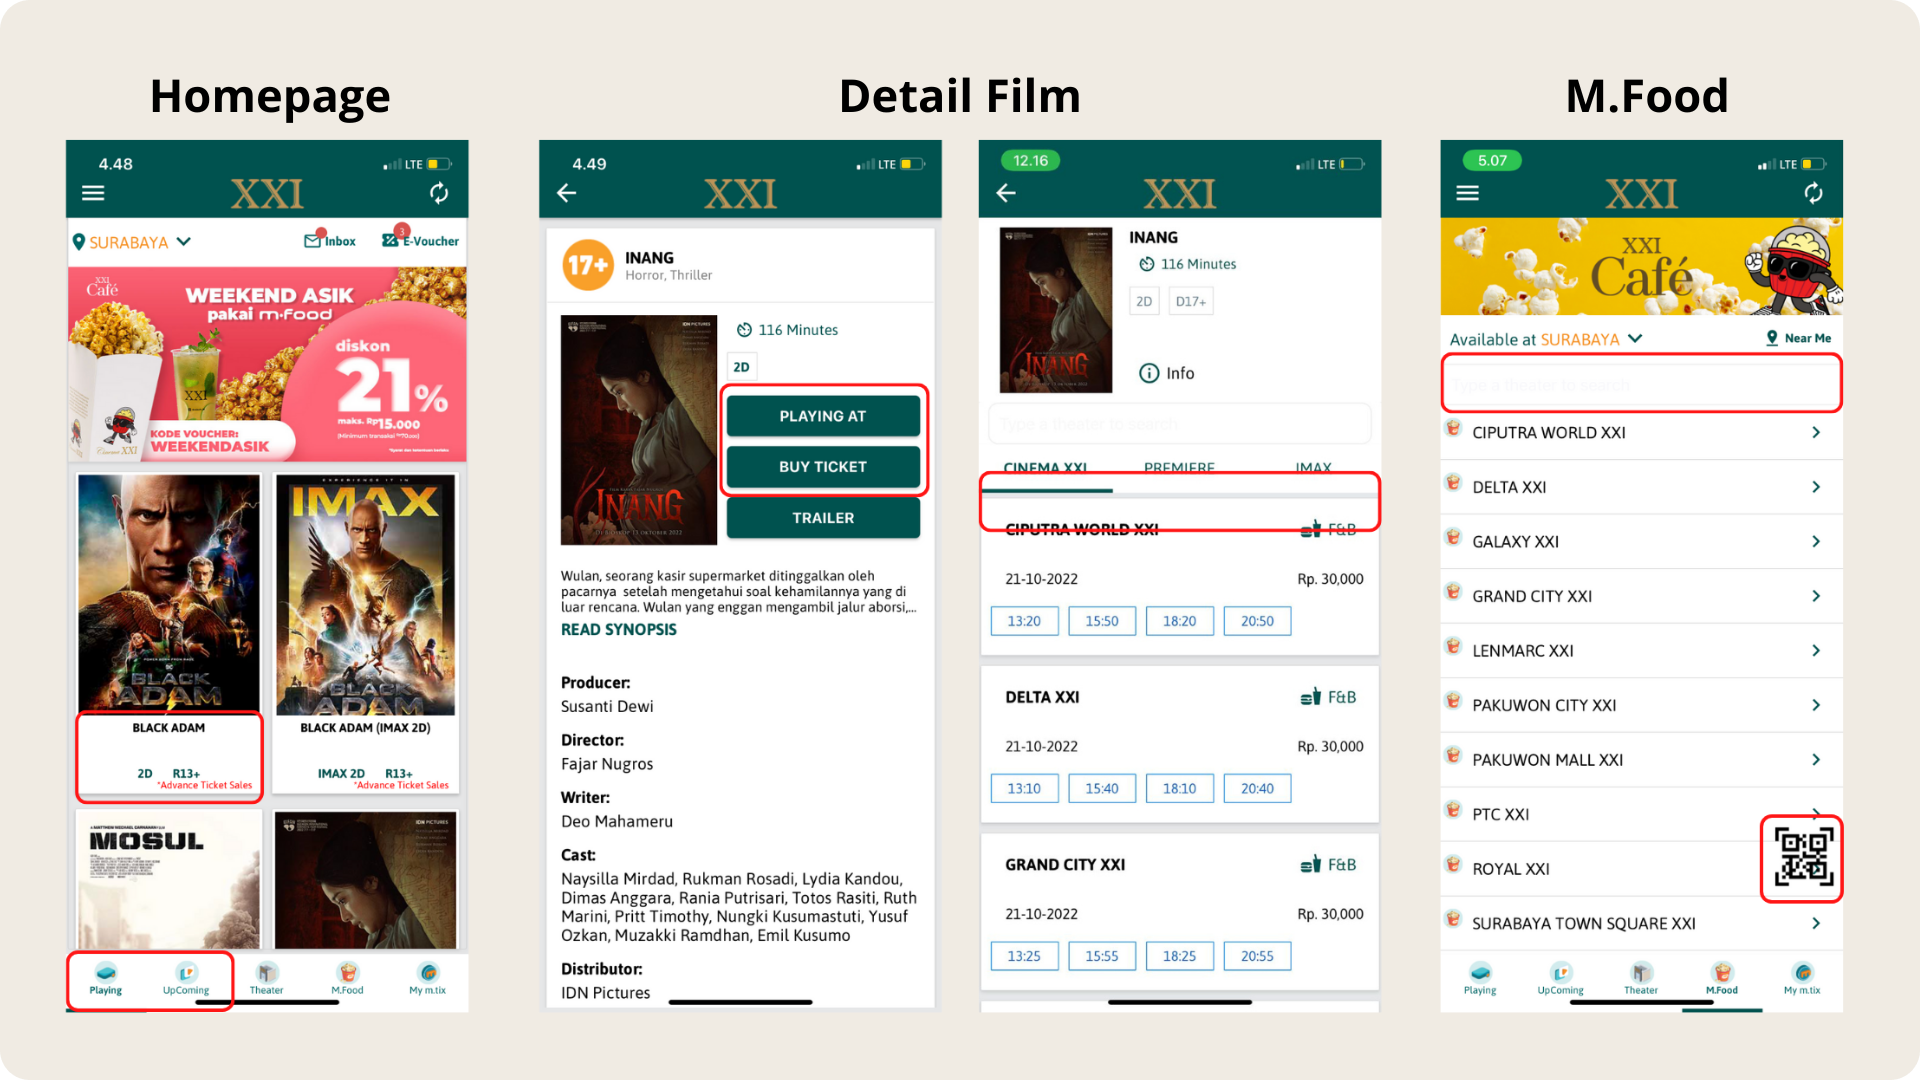 Homepage
Detail Film
M.Food
4.48
LTE
XXI
SURABAYA
Inbox
3
E-Voucher
XXI
Café
WEEKEND ASIK
pakai m•food
diskon
21%
maks. Rp15.000
XXI
KODE VOUCHER:
WEEKENDASIK
Cinema XXI
BLACK
ADAM
BLACK ADAM
2D R13+
*Advance Ticket Sales
EXPERIENCE IT IN
IMAX
BLACK
ADAM
BLACK ADAM (IMAX 2D)
IMAX 2D R13+
*Advance Ticket Sales
MOSUL
IDN PICTURES
Playing
UpComing
Theater
M.Food
My m.tix
4.49
LTE
XXI
17+
INANG
Horror, Thriller
IDN PICTURES
INANG
116 Minutes
2D
PLAYING AT
BUY TICKET
TRAILER
Wulan, seorang kasir supermarket ditinggalkan oleh
pacarnya setelah mengetahui soal kehamilannya yang di
luar rencana. Wulan yang enggan mengambil jalur aborsi,...
READ SYNOPSIS
Producer:
Susanti Dewi
Director:
Fajar Nugros
Writer:
Deo Mahameru
Cast:
Naysilla Mirdad, Rukman Rosadi, Lydia Kandou,
Dimas Anggara, Rania Putrisari, Totos Rasiti, Ruth
Marini, Pritt Timothy, Nungki Kusumastuti, Yusuf
Ozkan, Muzakki Ramdhan, Emil Kusumo
Distributor:
IDN Pictures
12.16
LTE
XXI
INANG
INANG
116 Minutes
2D
D17+
Info
Type a theater to search
CINEMA XXI
PREMIERE
IMAX
CIPUTRA WORLD XXI
F&B
21-10-2022
Rp. 30,000
13:20
15:50
18:20
20:50
DELTA XXI
F&B
21-10-2022
Rp. 30,000
13:10
15:40
18:10
20:40
GRAND CITY XXI
F&B
21-10-2022
Rp. 30,000
13:25
15:55
18:25
20:55
5.07
LTE
XXI
XXI
Café
Available at SURABAYA
Near Me
Type a theater to search
CIPUTRA WORLD XXI
DELTA XXI
GALAXY XXI
GRAND CITY XXI
LENMARC XXI
PAKUWON CITY XXI
PAKUWON MALL XXI
PTC XXI
ROYAL XXI
SURABAYA TOWN SQUARE XXI
Playing
UpComing
Theater
M.Food
My m.tix